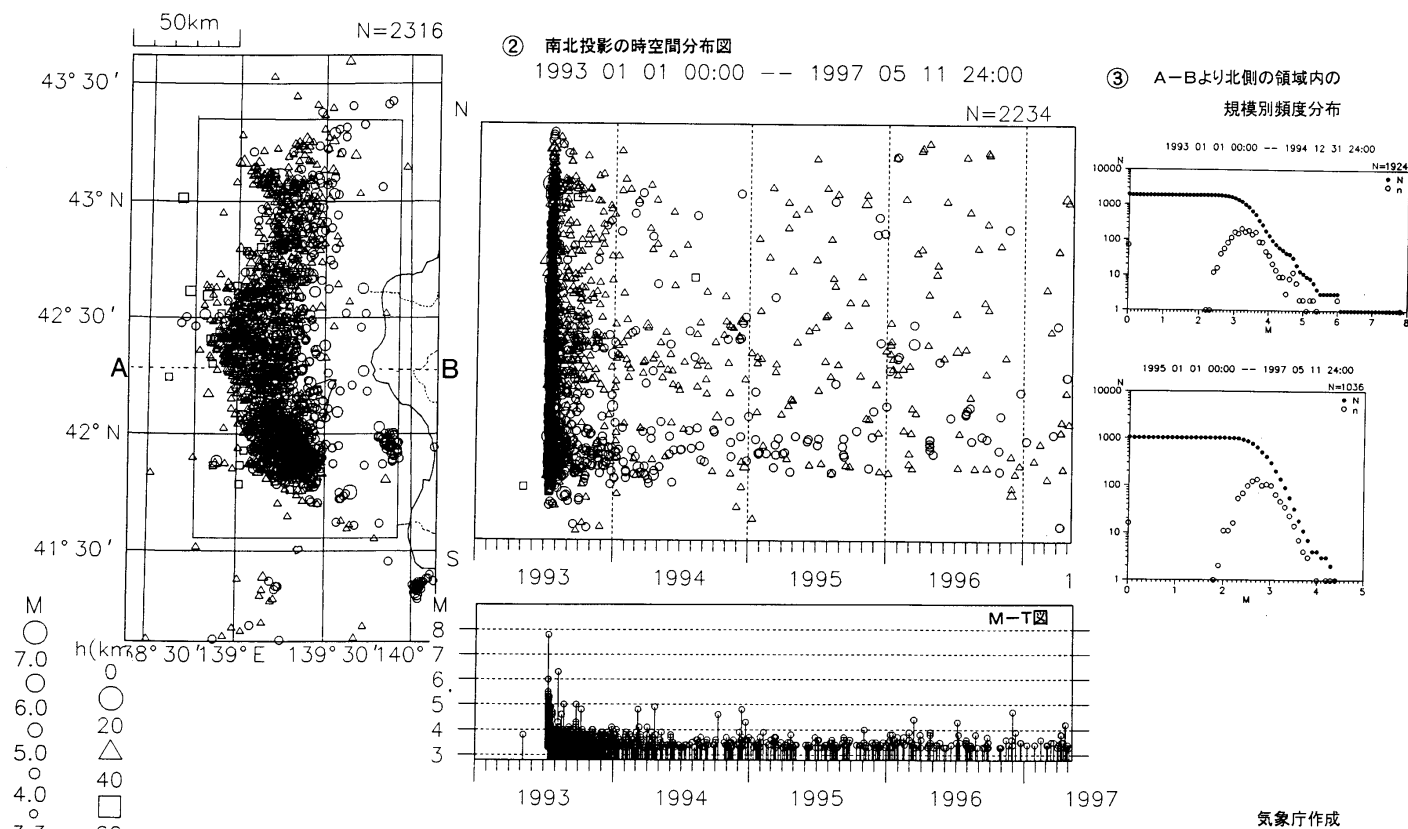 50km
N=2316
43° 30'
43° N
42° 30'
A
B
42° N
41° 30'
38° 30' 139° E 139° 30' 140°
M
7.0
6.0
5.0
4.0
h(km
0
20
40
② 南北投影の時空間分布図
1993 01 01 00:00 -- 1997 05 11 24:00
N
N=2234
S
1993 1994 1995 1996 1
M
M-T図
8
7
6
5
4
3
1993 1994 1995 1996 1997
③ A-Bより北側の領域内の
規模別頻度分布
1993 01 01 00:00 -- 1994 12 31 24:00
N
N=1924
N
n
10000
1000
100
10
1
0 1 2 3 4 5 6 7 8
M
1995 01 01 00:00 -- 1997 05 11 24:00
N
N=1036
N
n
10000
1000
100
10
1
0 1 2 3 4 5
M
気象庁作成